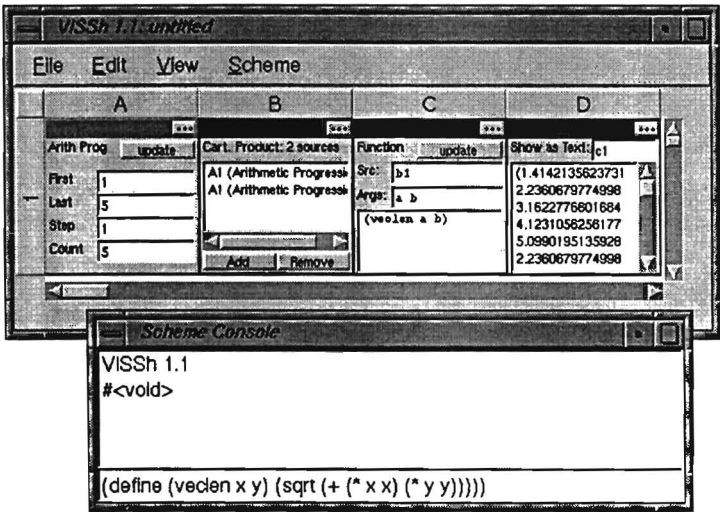 VISSh 1.1: untitled
File Edit View Scheme
A B C D
1
Arith Prog update
First 1
Last 5
Step 1
Count 5
Cart. Product: 2 sources
A1 (Arithmetic Progressi
A1 (Arithmetic Progressi
Add Remove
Function update
Src: b1
Args: a b
(veclen a b)
Show as Text: c1
(1.4142135623731
2.2360679774998
3.1622776601684
4.1231056256177
5.0990195135928
2.2360679774998
Scheme Console
VISSh 1.1
#<void>
(define (veclen x y) (sqrt (+ (* x x) (* y y)))))